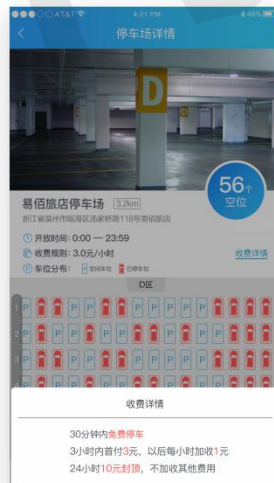 AT&T 4:21 PM
停车场详情
D
56个
空位
易佰旅店停车场 3.2km
浙江省温州市瓯海区汤家桥路118号易佰旅店
开放时间：0:00 — 23:59
收费规则：3.0元/小时 收费详情
车位分布： P 空闲车位 已停车位
D区
1 P P P P P
2 P P P P P
3 P P P P
收费详情
30分钟内免费停车
3小时内首付3元，以后每小时加收1元
24小时10元封顶，不加收其他费用